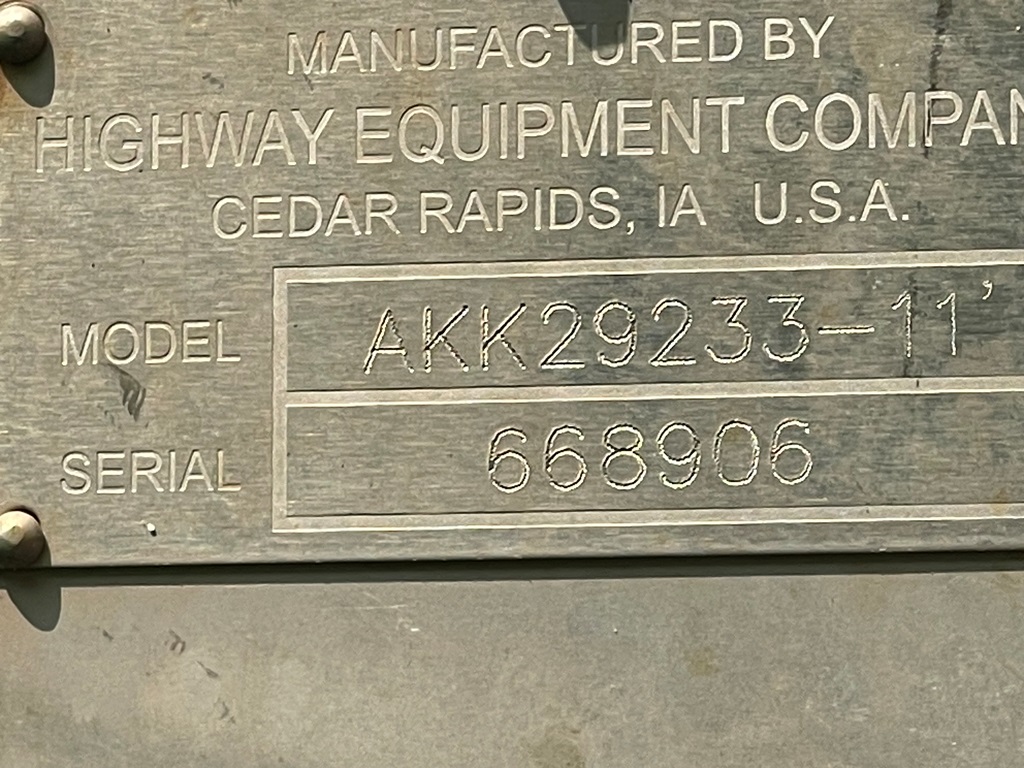 MANUFACTURED BY
HIGHWAY EQUIPMENT COMPAN
CEDAR RAPIDS, IA U.S.A.
MODEL AKK29233-11'
SERIAL 668906